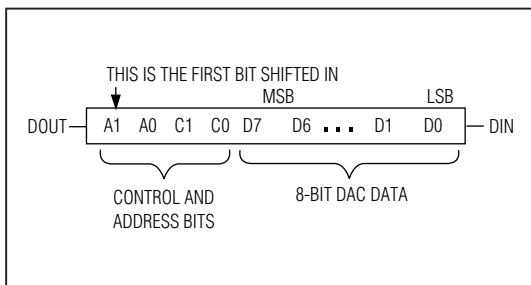 THIS IS THE FIRST BIT SHIFTED IN
MSB LSB
DOUT A1 A0 C1 C0 D7 D6 ... D1 D0 DIN
CONTROL AND
ADDRESS BITS
8-BIT DAC DATA